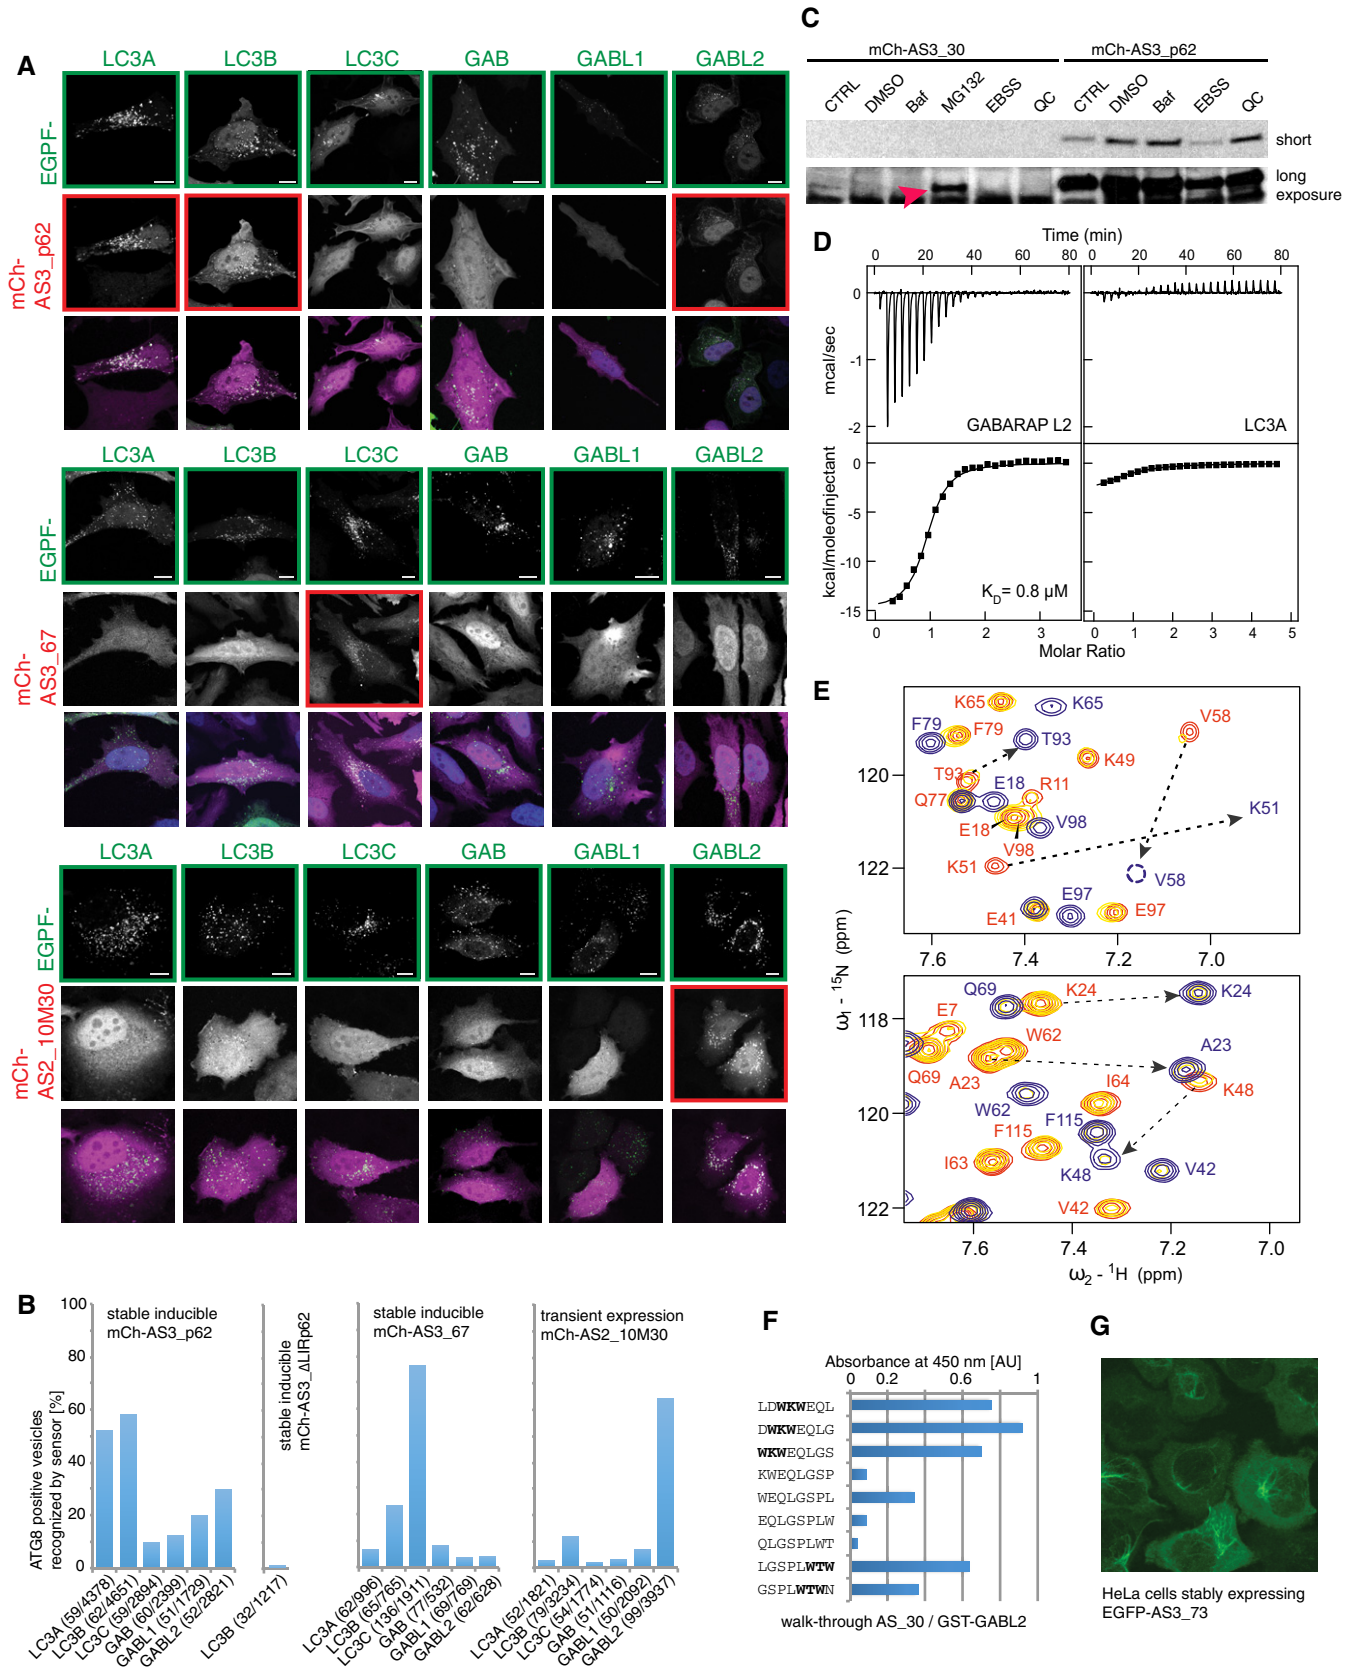 A
LC3A LC3B LC3C GAB GABL1 GABL2
EGPF-
mCh-
AS3_p62
LC3A LC3B LC3C GAB GABL1 GABL2
EGPF-
mCh-
AS3_67
LC3A LC3B LC3C GAB GABL1 GABL2
EGPF-
mCh-
AS2_10M30
B
ATG8 positive vesicles
recognized by sensor [%]
100
80
60
40
20
0
stable inducible
mCh-AS3_p62
stable inducible
mCh-AS3_ΔLIRp62
stable inducible
mCh-AS3_67
transient expression
mCh-AS2_10M30
LC3A (59/4378)
LC3B (62/4651)
LC3C (59/2894)
GAB (60/2399)
GABL1 (51/1729)
GABL2 (52/2821)
LC3B (32/1217)
LC3A (62/996)
LC3B (65/765)
LC3C (136/1911)
GAB (77/532)
GABL1 (69/769)
GABL2 (62/628)
LC3A (52/1821)
LC3B (79/3234)
LC3C (54/1774)
GAB (51/1116)
GABL1 (50/2092)
GABL2 (99/3937)
C
mCh-AS3_30 mCh-AS3_p62
CTRL DMSO Baf MG132 EBSS QC CTRL DMSO Baf EBSS QC
short
long
exposure
D
Time (min)
0 20 40 60 80 0 20 40 60 80
mcal/sec
0
-1
-2
GABARAP L2 LC3A
kcal/moleofinjectant
0
-5
-10
-15
KD= 0.8 µM
0 1 2 3 0 1 2 3 4 5
Molar Ratio
E
K65 K65 V58
F79 F79 T93
K49
120
T93 E18 R11
Q77
K51
E18 V98
V98
K51
122
V58
E41 E97 E97
7.6 7.4 7.2 7.0
ω1 - 15N (ppm)
Q69 K24 K24
118
E7
W62
A23
Q69 A23 I64 K48
W62
120
F115
F115
I63 K48 V42
V42
122
7.6 7.4 7.2 7.0
ω2 - 1H (ppm)
F
Absorbance at 450 nm [AU]
0 0.2 0.6 1
LDWKWEQL
DWKWEQLG
WKWEQLGS
KWEQLGSP
WEQLGSPL
EQLGSPLW
QLGSPLWT
LGSPLWTW
GSPLWTWN
walk-through AS_30 / GST-GABL2
G
HeLa cells stably expressing
EGFP-AS3_73